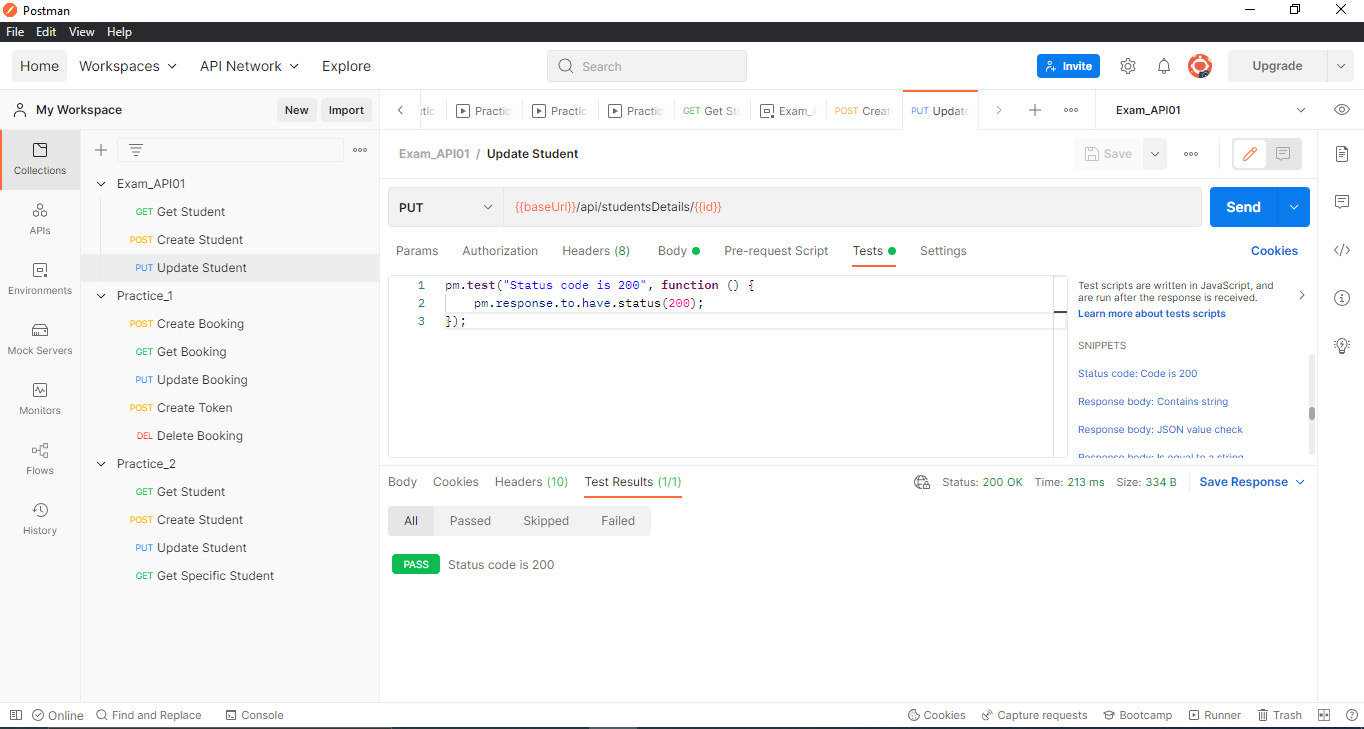 Postman
File Edit View Help
Home Workspaces API Network Explore Search Invite Upgrade
My Workspace New Import
Practic Practic Practic GET Get St Exam_ POST Creat PUT Update Exam_API01
Collections
APIs
Environments
Mock Servers
Monitors
Flows
History
Exam_API01
GET Get Student
POST Create Student
PUT Update Student
Practice_1
POST Create Booking
GET Get Booking
PUT Update Booking
POST Create Token
DEL Delete Booking
Practice_2
GET Get Student
POST Create Student
PUT Update Student
GET Get Specific Student
Exam_API01 / Update Student Save
PUT {{baseUrl}}/api/studentsDetails/{{id}} Send
Params Authorization Headers (8) Body Pre-request Script Tests Settings Cookies
1 pm.test("Status code is 200", function () {
2 pm.response.to.have.status(200);
3 });
Test scripts are written in JavaScript, and
are run after the response is received.
Learn more about tests scripts
SNIPPETS
Status code: Code is 200
Response body: Contains string
Response body: JSON value check
Response body: Is equal to a string
Body Cookies Headers (10) Test Results (1/1) Status: 200 OK Time: 213 ms Size: 334 B Save Response
All Passed Skipped Failed
PASS Status code is 200
Online Find and Replace Console Cookies Capture requests Bootcamp Runner Trash